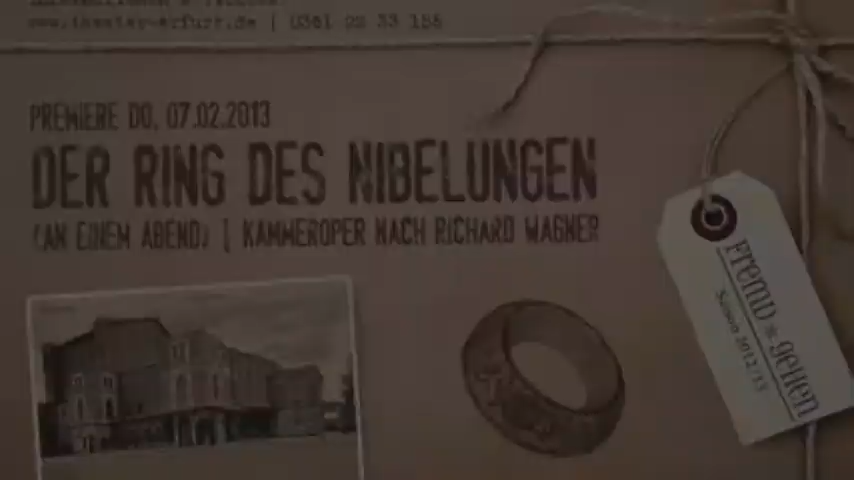 www.theater-erfurt.de | 0361 22 33 155
PREMIERE DO, 07.02.2013
DER RING DES NIBELUNGEN
(AN EINEM ABEND) | KAMMEROPER NACH RICHARD WAGNER
Fremd & gehen
Saison 2012/13